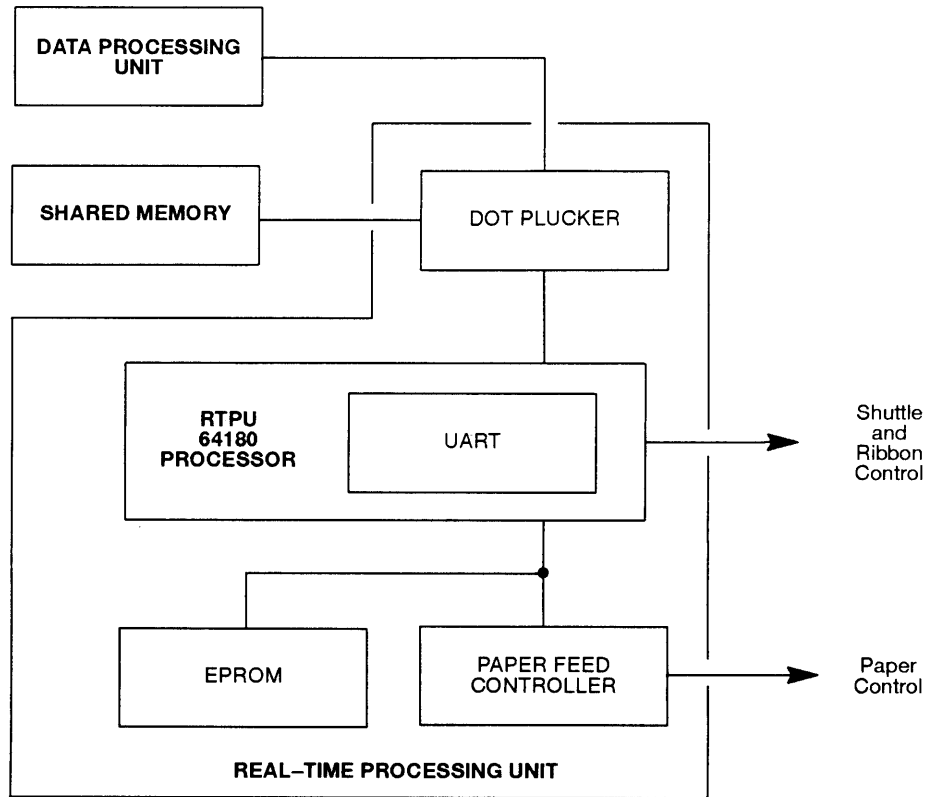 DATA PROCESSING
UNIT
SHARED MEMORY
DOT PLUCKER
RTPU
64180
PROCESSOR
UART
Shuttle
and
Ribbon
Control
EPROM
PAPER FEED
CONTROLLER
Paper
Control
REAL–TIME PROCESSING UNIT